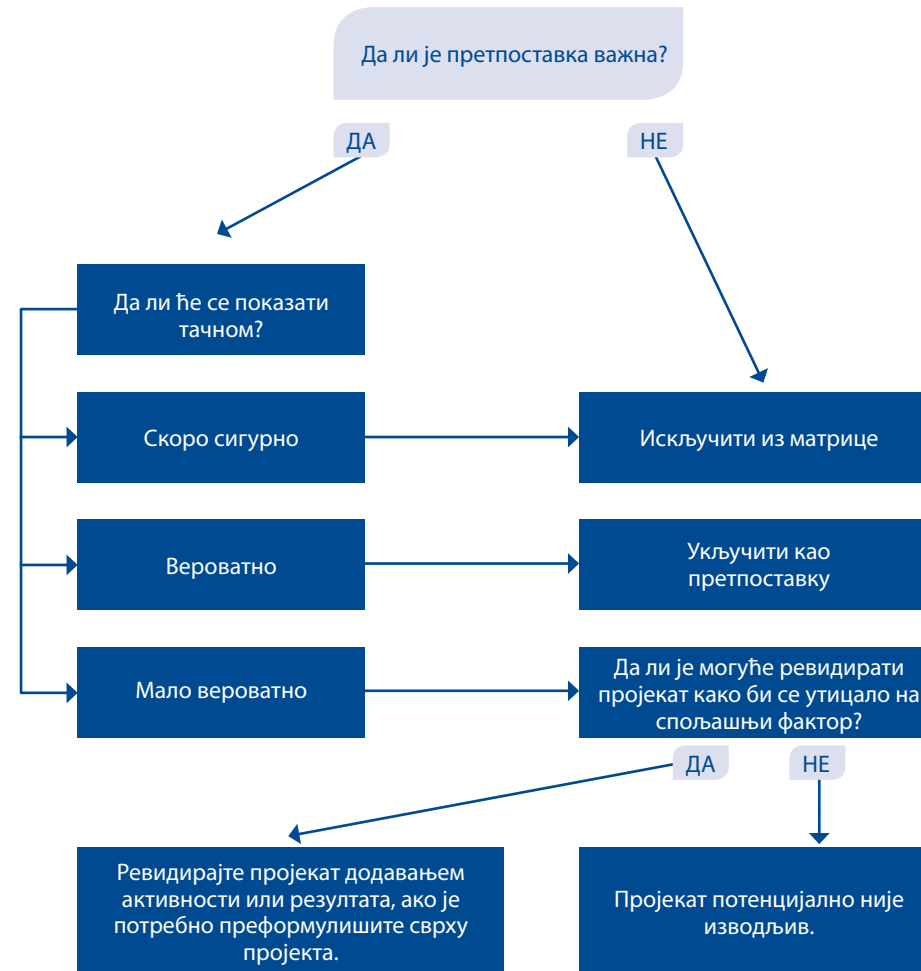 Да ли је претпоставка важна?
ДА
НЕ
Да ли ће се показати
тачном?
Скоро сигурно
Искључити из матрице
Вероватно
Укључити као
претпоставку
Мало вероватно
Да ли је могуће ревидирати
пројекат како би се утицало на
спољашњи фактор?
ДА
НЕ
Ревидирајте пројекат додавањем
активности или резултата, ако је
потребно преформулишите сврху
пројекта.
Пројекат потенцијално није
изводљив.